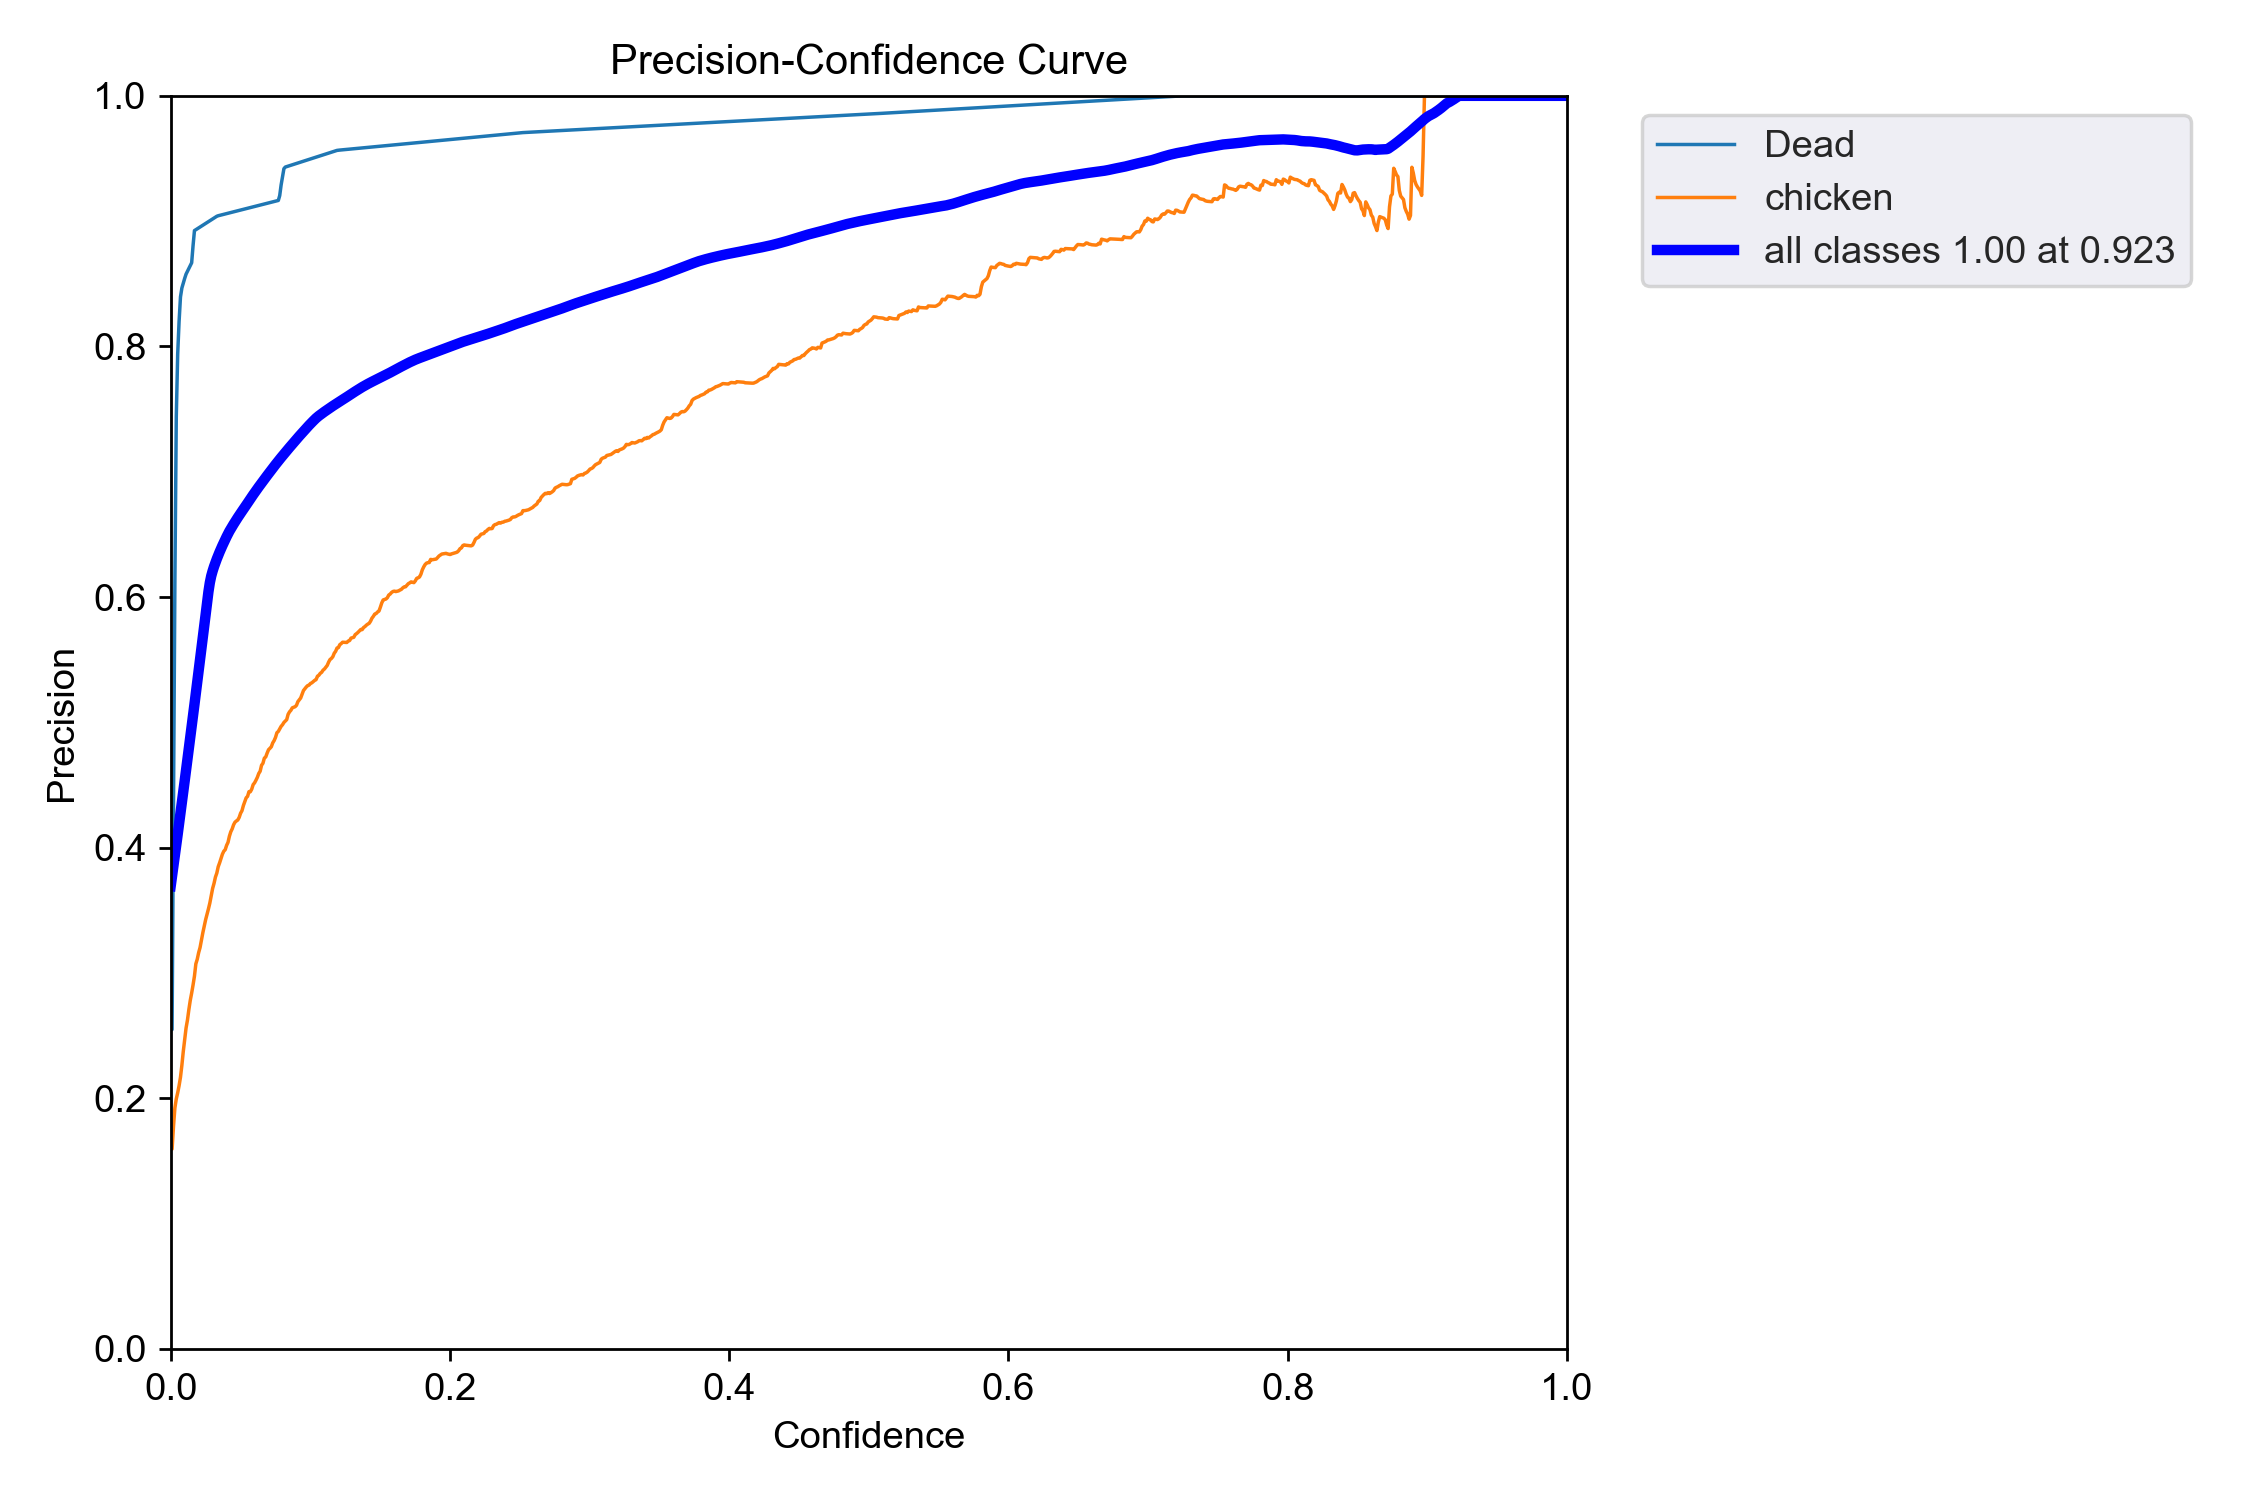 Precision-Confidence Curve
Dead
chicken
all classes 1.00 at 0.923
1.0
0.8
0.6
0.4
0.2
0.0
Precision
0.0 0.2 0.4 0.6 0.8 1.0
Confidence